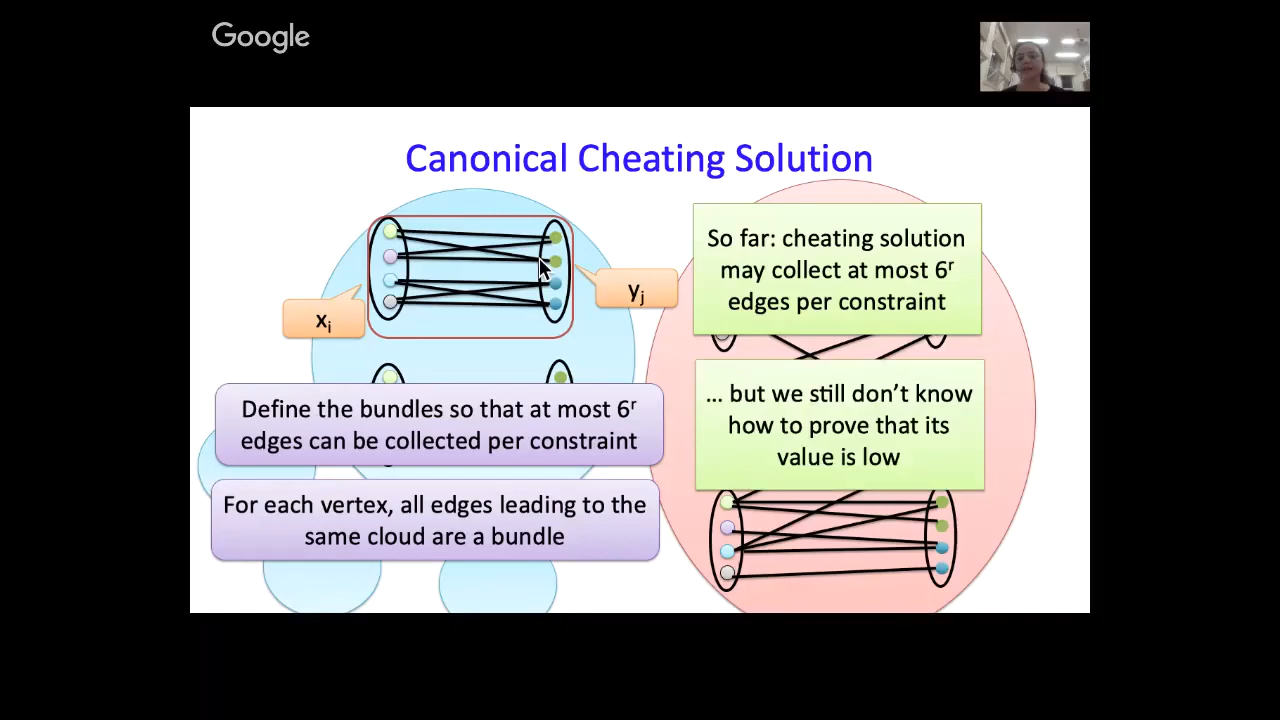 Google
Canonical Cheating Solution
So far: cheating solution
may collect at most 6ʳ
edges per constraint
xᵢ
yⱼ
Define the bundles so that at most 6ʳ
edges can be collected per constraint
... but we still don't know
how to prove that its
value is low
For each vertex, all edges leading to the
same cloud are a bundle